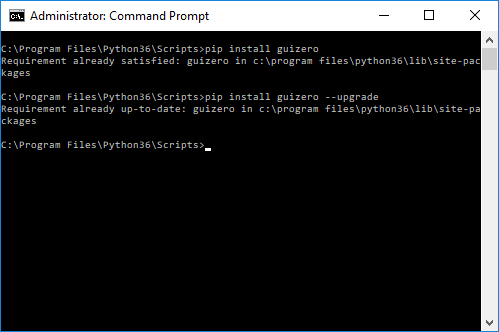 Administrator: Command Prompt
C:\Program Files\Python36\Scripts>pip install guizero
Requirement already satisfied: guizero in c:\program files\python36\lib\site-pac
kages
C:\Program Files\Python36\Scripts>pip install guizero --upgrade
Requirement already up-to-date: guizero in c:\program files\python36\lib\site-pa
ckages
C:\Program Files\Python36\Scripts>